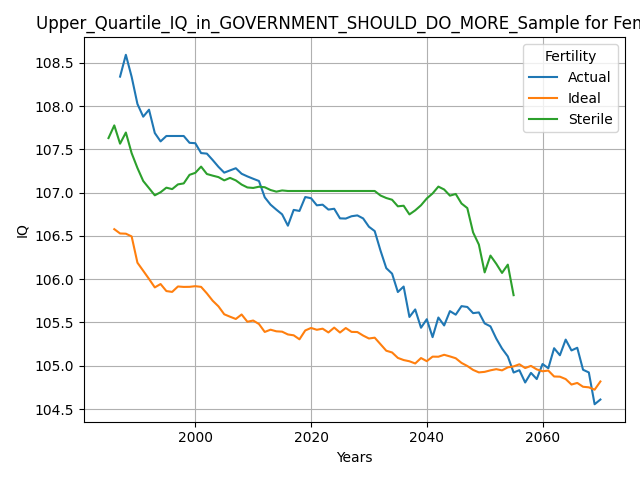 Upper_Quartile_IQ_in_GOVERNMENT_SHOULD_DO_MORE_Sample for Fen
Fertility
Actual
Ideal
Sterile
108.5
108.0
107.5
107.0
106.5
106.0
105.5
105.0
104.5
IQ
2000
2020
2040
2060
Years